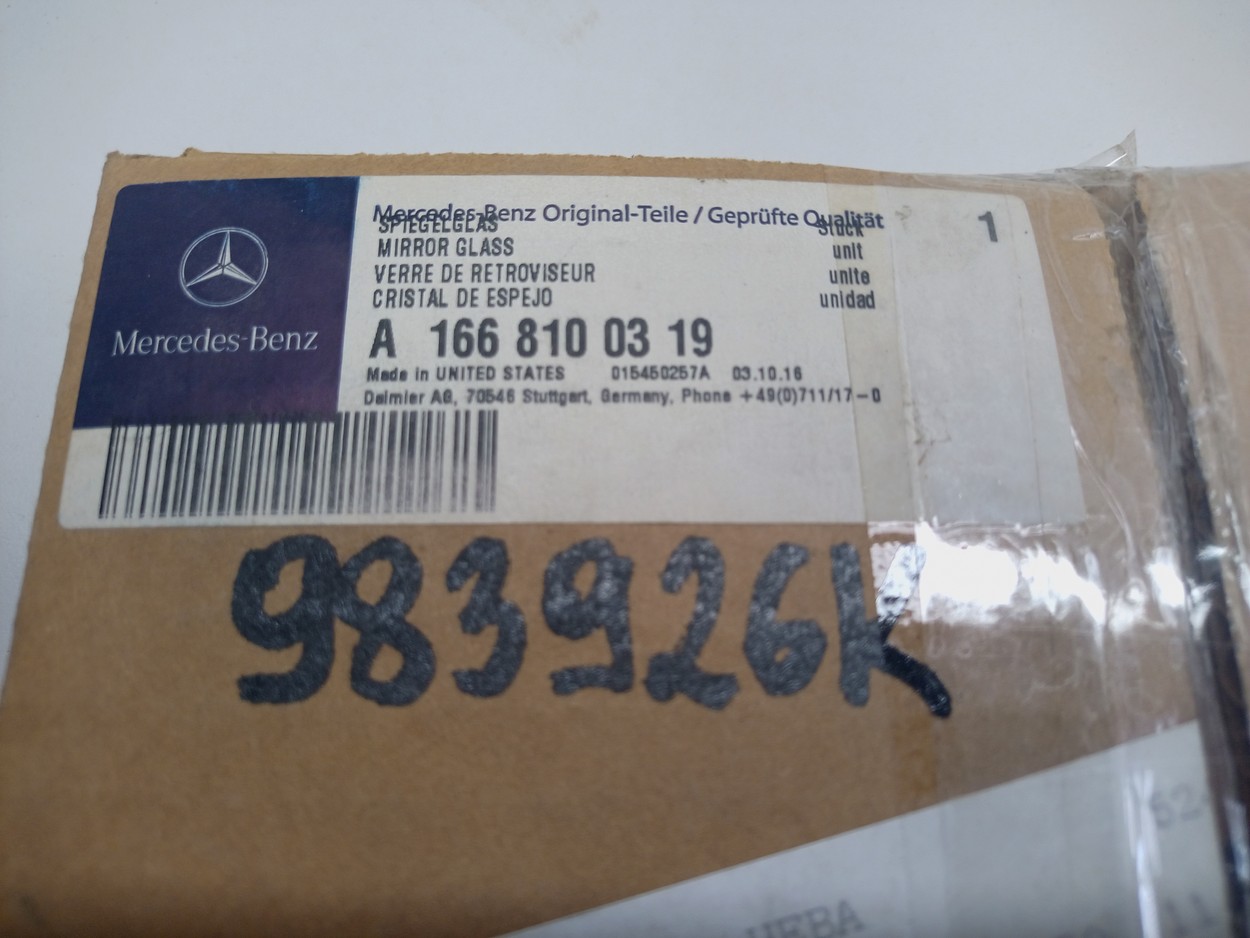 Mercedes-Benz
Mercedes-Benz Original-Teile / Geprüfte Qualität
SPIEGELGLAS Stück 1
MIRROR GLASS unit
VERRE DE RETROVISEUR unite
CRISTAL DE ESPEJO unidad
A 166 810 03 19
Made in UNITED STATES 015450257A 03.10.16
Daimler AG, 70546 Stuttgart, Germany, Phone +49(0)711/17-0
983926K